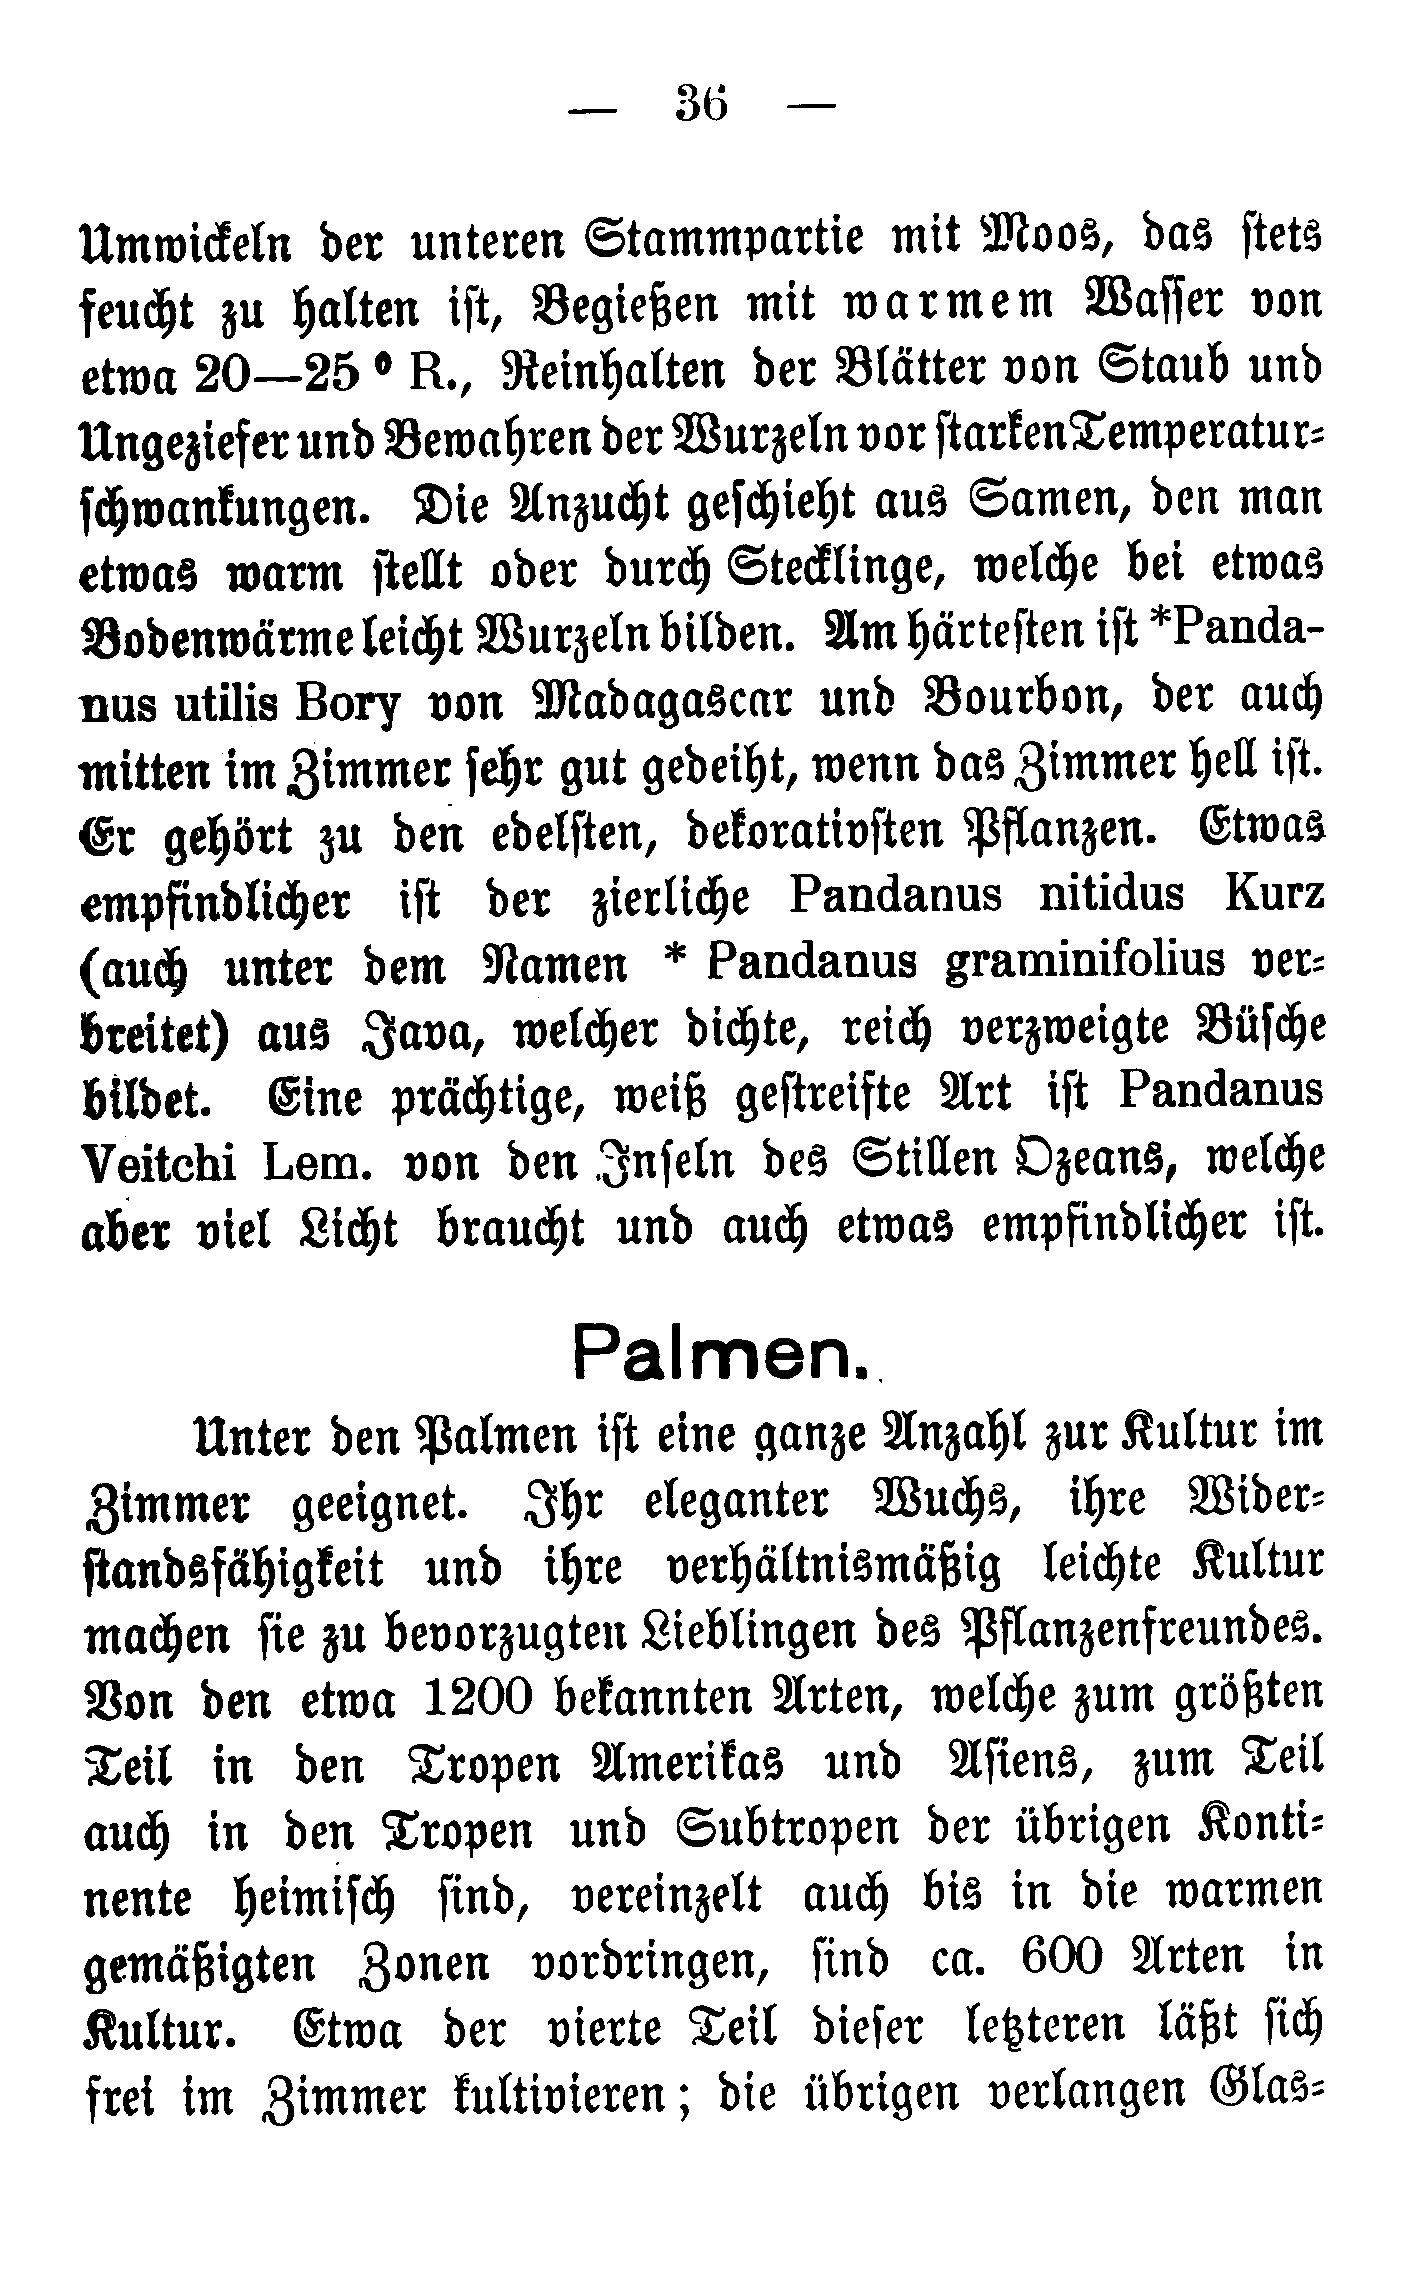 — 36 —
Umwickeln der unteren Stammpartie mit Moos, das stets
feucht zu halten ist, Begießen mit warmem Wasser von
etwa 20—25 ° R., Reinhalten der Blätter von Staub und
Ungeziefer und Bewahren der Wurzeln vor starken Temperatur-
schwankungen. Die Anzucht geschieht aus Samen, den man
etwas warm stellt oder durch Stecklinge, welche bei etwas
Bodenwärme leicht Wurzeln bilden. Am härtesten ist *Panda-
nus utilis Bory von Madagascar und Bourbon, der auch
mitten im Zimmer sehr gut gedeiht, wenn das Zimmer hell ist.
Er gehört zu den edelsten, dekorativsten Pflanzen. Etwas
empfindlicher ist der zierliche Pandanus nitidus Kurz
(auch unter dem Namen * Pandanus graminifolius ver-
breitet) aus Java, welcher dichte, reich verzweigte Büsche
bildet. Eine prächtige, weiß gestreifte Art ist Pandanus
Veitchi Lem. von den Inseln des Stillen Ozeans, welche
aber viel Licht braucht und auch etwas empfindlicher ist.
Palmen.
Unter den Palmen ist eine ganze Anzahl zur Kultur im
Zimmer geeignet. Ihr eleganter Wuchs, ihre Wider-
standsfähigkeit und ihre verhältnismäßig leichte Kultur
machen sie zu bevorzugten Lieblingen des Pflanzenfreundes.
Von den etwa 1200 bekannten Arten, welche zum größten
Teil in den Tropen Amerikas und Asiens, zum Teil
auch in den Tropen und Subtropen der übrigen Konti-
nente heimisch sind, vereinzelt auch bis in die warmen
gemäßigten Zonen vordringen, sind ca. 600 Arten in
Kultur. Etwa der vierte Teil dieser letzteren läßt sich
frei im Zimmer kultivieren; die übrigen verlangen Glas-